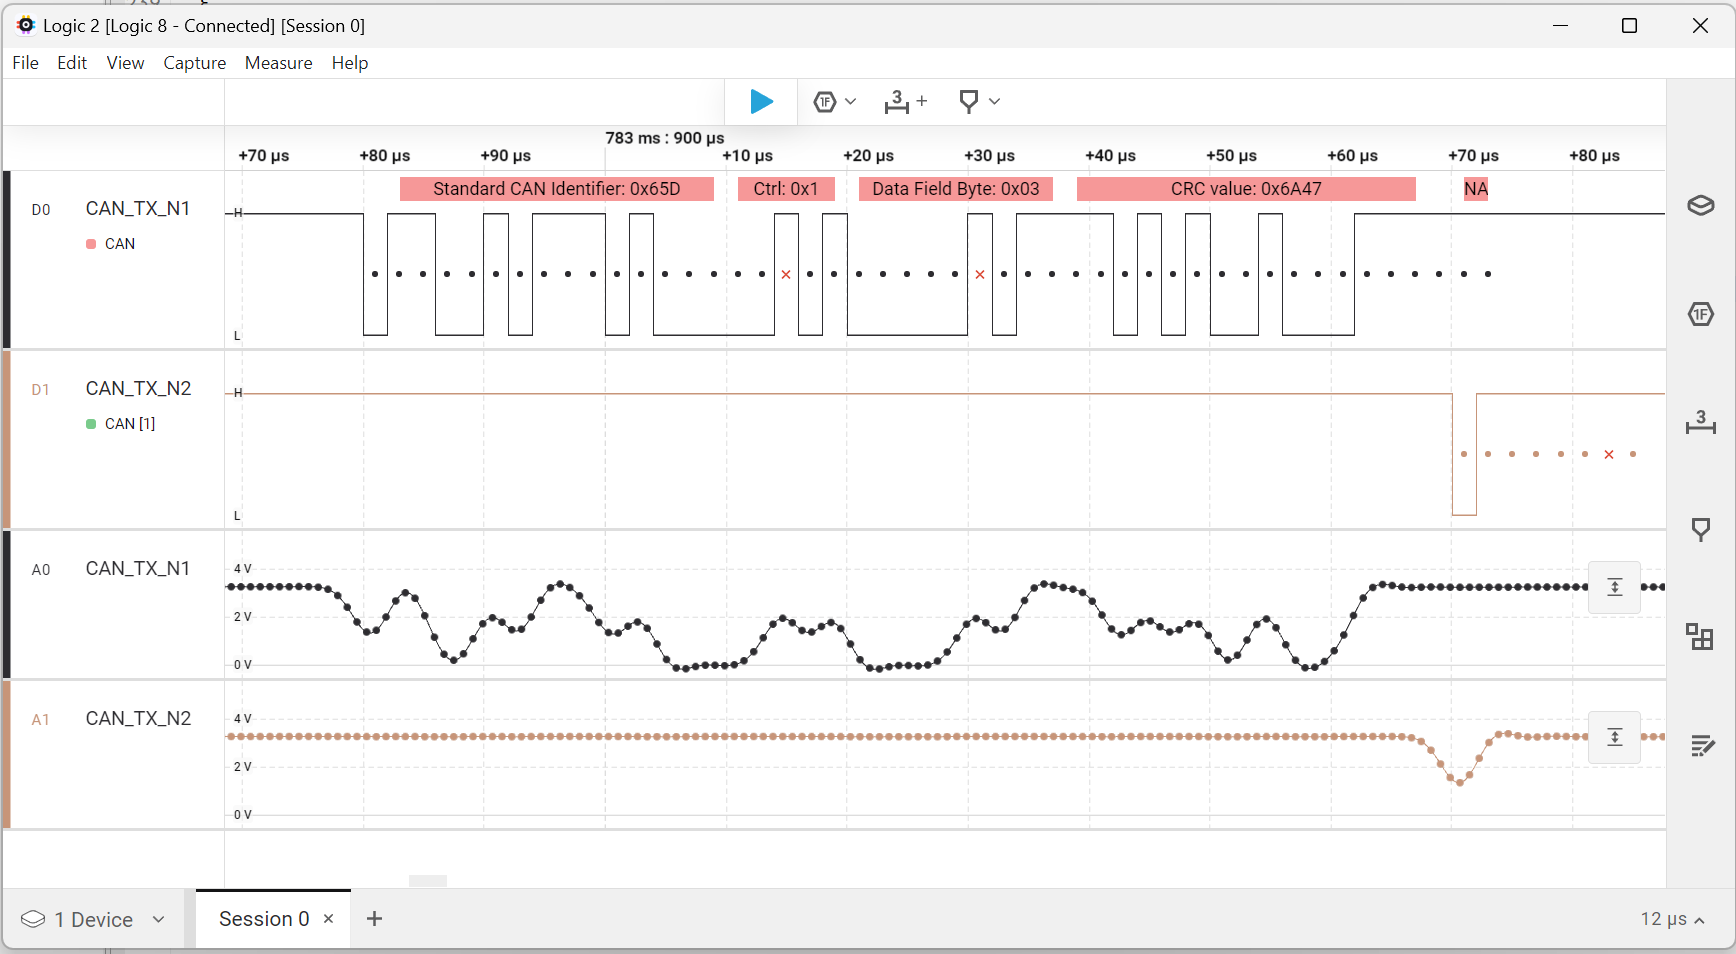 Logic 2 [Logic 8 - Connected] [Session 0]
File Edit View Capture Measure Help
1F 3 +
783 ms : 900 µs
+70 µs +80 µs +90 µs +10 µs +20 µs +30 µs +40 µs +50 µs +60 µs +70 µs +80 µs
Standard CAN Identifier: 0x65D Ctrl: 0x1 Data Field Byte: 0x03 CRC value: 0x6A47 NA
D0 CAN_TX_N1 H
CAN
L
1F
D1 CAN_TX_N2 H
CAN [1]
3
L
A0 CAN_TX_N1 4 V
2 V
0 V
A1 CAN_TX_N2 4 V
2 V
0 V
1 Device Session 0 × + 12 µs